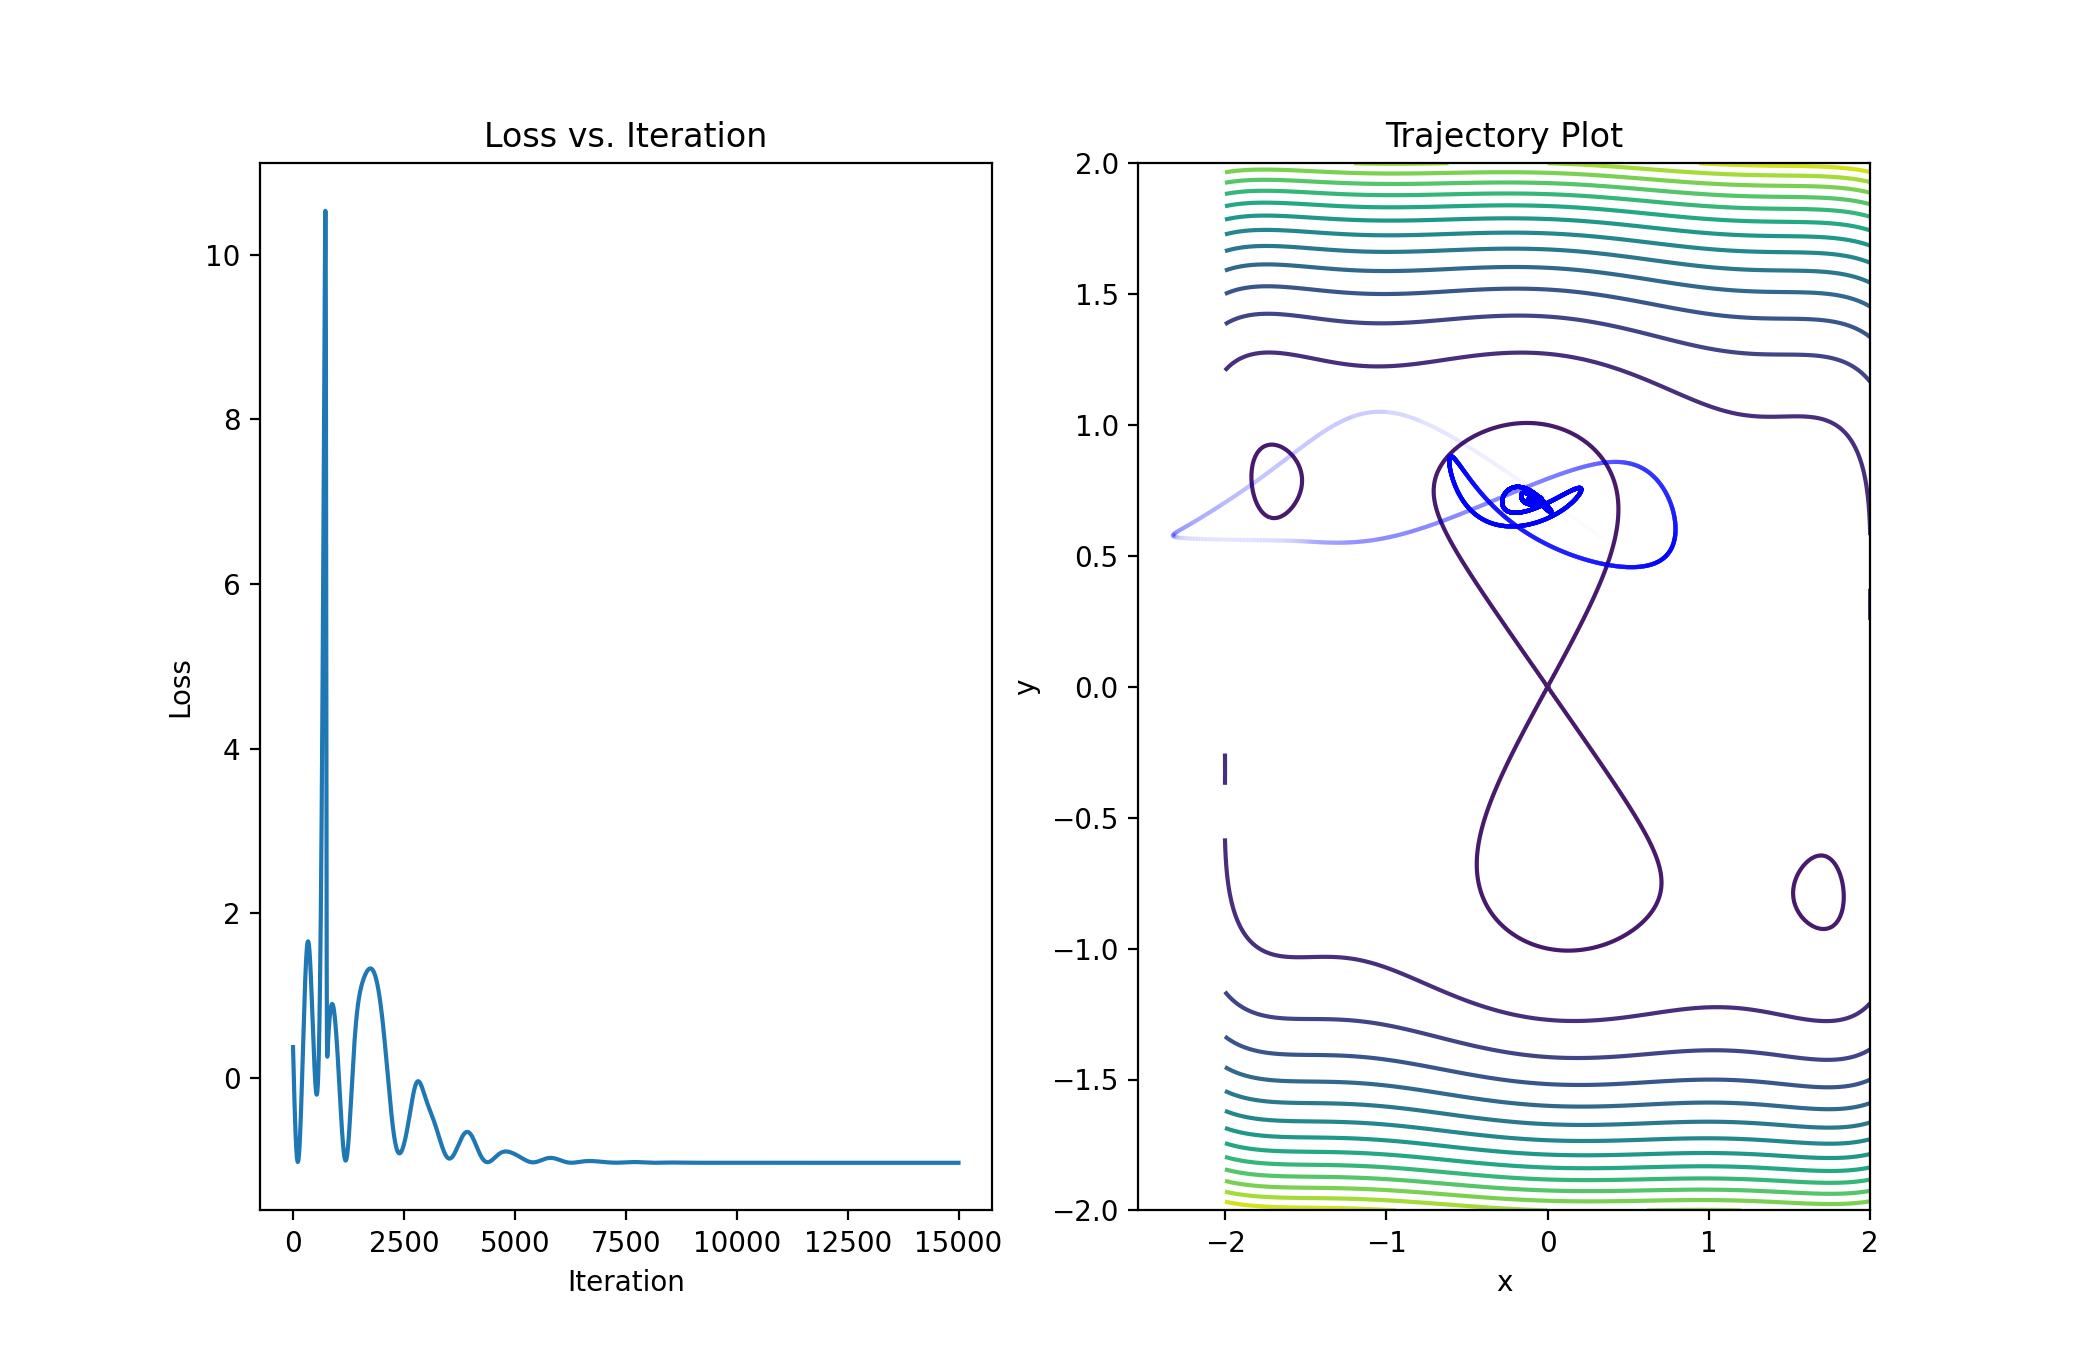 Loss vs. Iteration
10
8
6
4
2
0
Loss
0 2500 5000 7500 10000 12500 15000
Iteration
Trajectory Plot
2.0
1.5
1.0
0.5
0.0
−0.5
−1.0
−1.5
−2.0
y
−2 −1 0 1 2
x